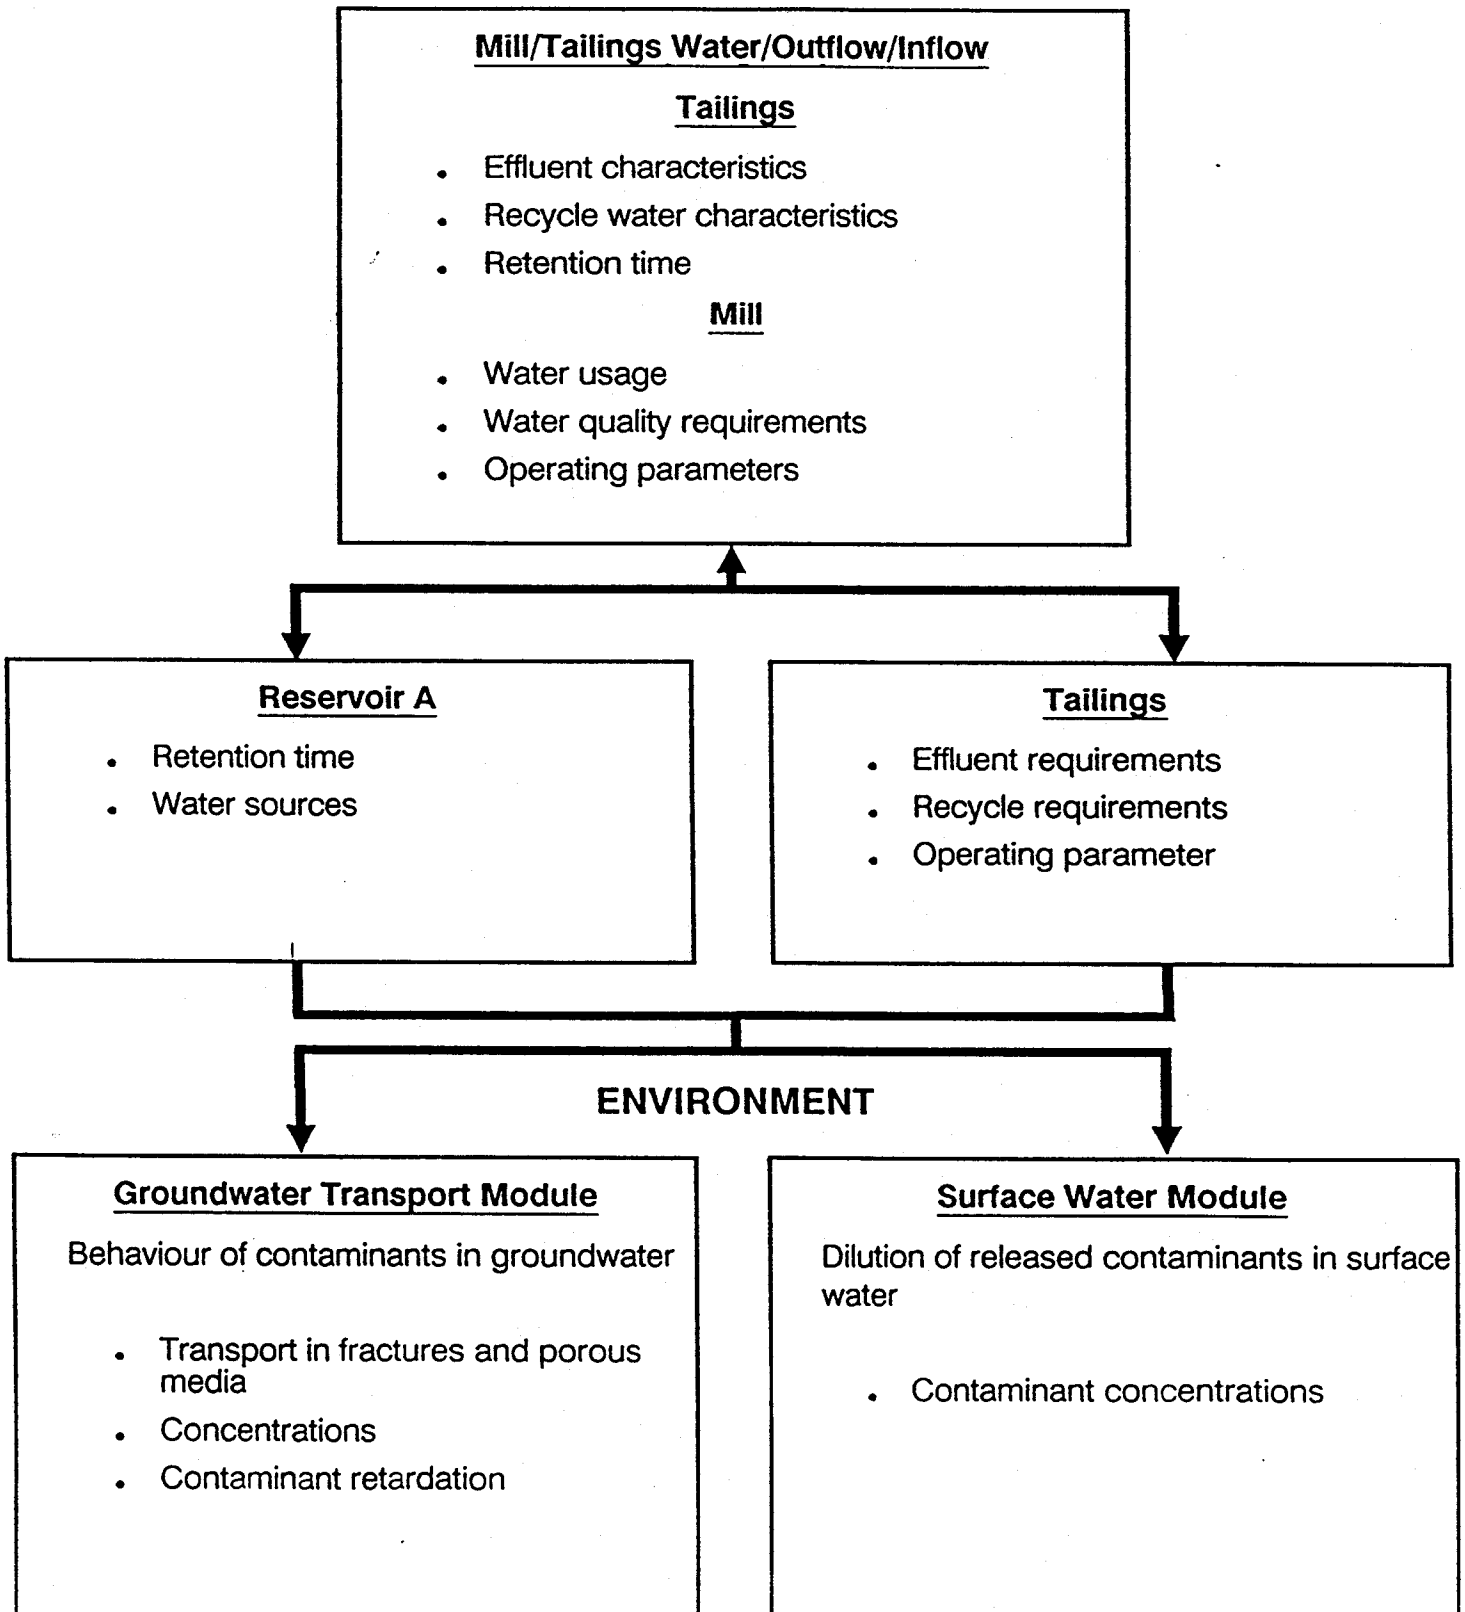 Mill/Tailings Water/Outflow/Inflow
Tailings
• Effluent characteristics
• Recycle water characteristics
• Retention time
Mill
• Water usage
• Water quality requirements
• Operating parameters
Reservoir A
• Retention time
• Water sources
Tailings
• Effluent requirements
• Recycle requirements
• Operating parameter
ENVIRONMENT
Groundwater Transport Module
Behaviour of contaminants in groundwater
• Transport in fractures and porous
media
• Concentrations
• Contaminant retardation
Surface Water Module
Dilution of released contaminants in surface
water
• Contaminant concentrations